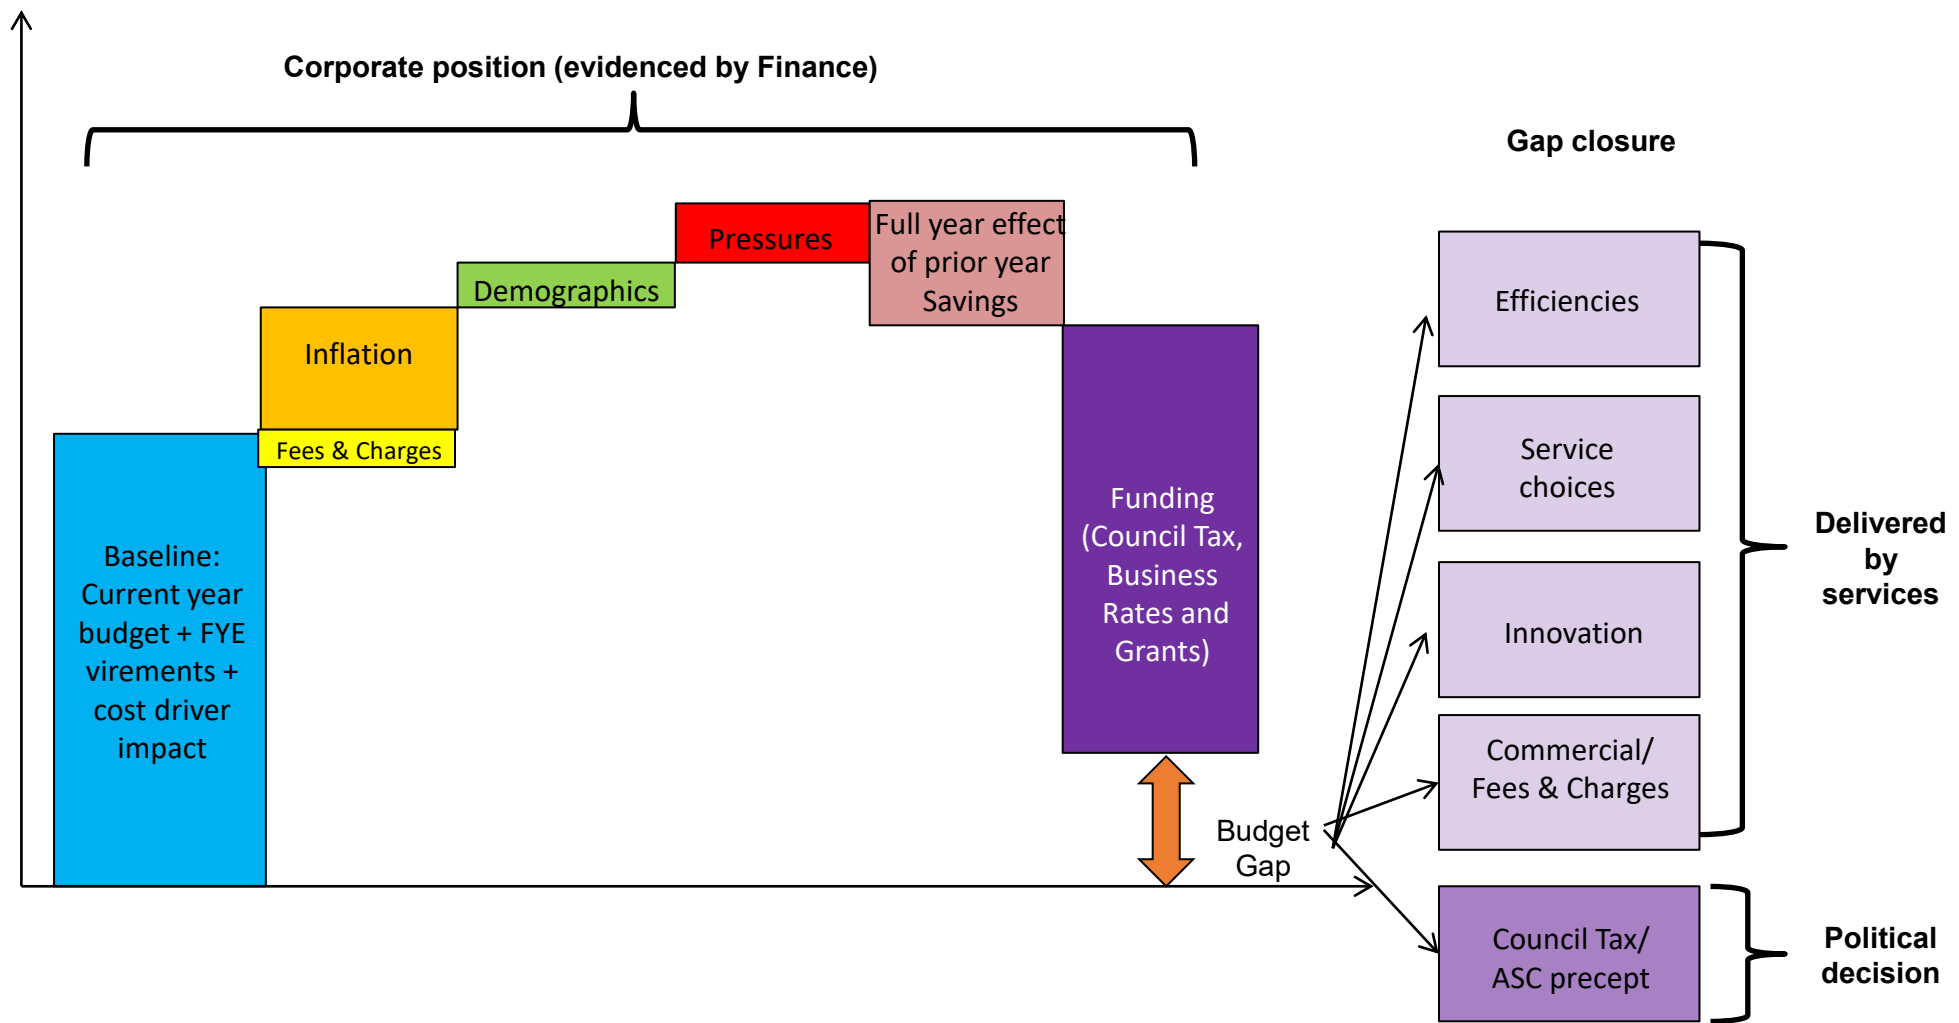 Corporate position (evidenced by Finance)
Gap closure
Baseline:
Current year
budget + FYE
virements +
cost driver
impact
Inflation
Fees & Charges
Demographics
Pressures
Full year effect
of prior year
Savings
Funding
(Council Tax,
Business
Rates and
Grants)
Budget
Gap
Efficiencies
Service
choices
Innovation
Commercial/
Fees & Charges
Council Tax/
ASC precept
Delivered
by
services
Political
decision